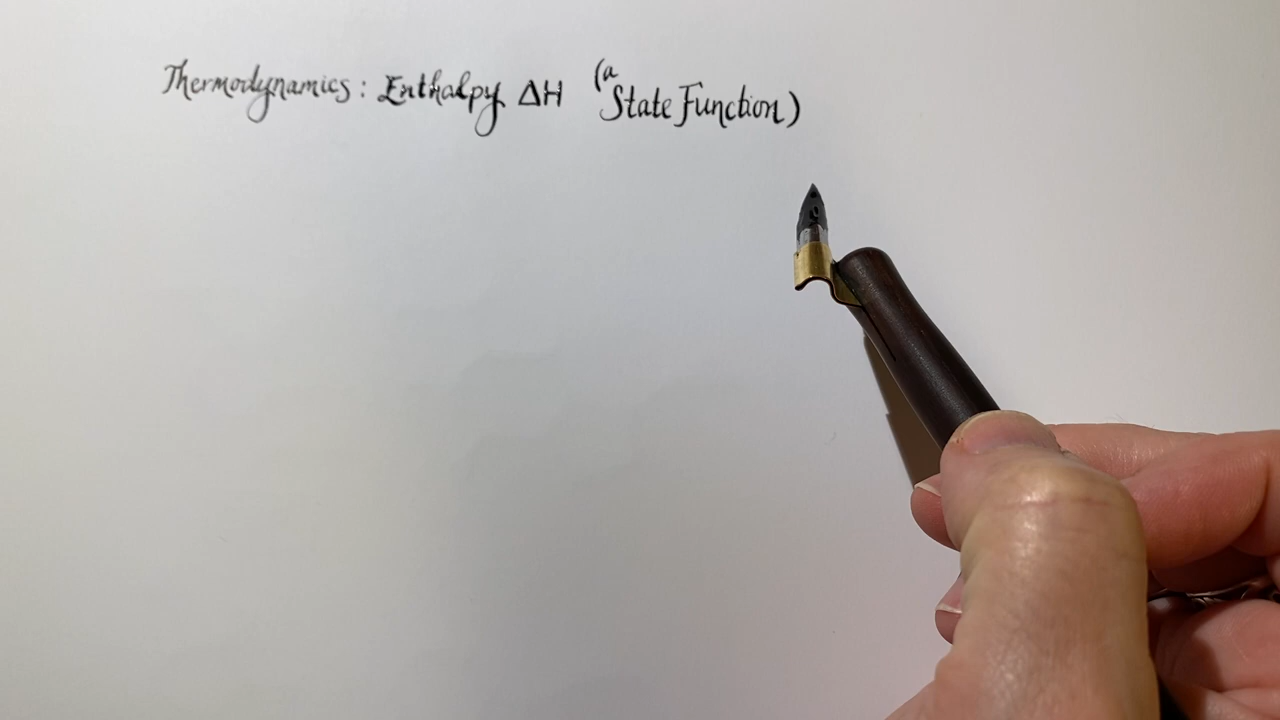 Thermodynamics: Enthalpy ΔH (a State Function)